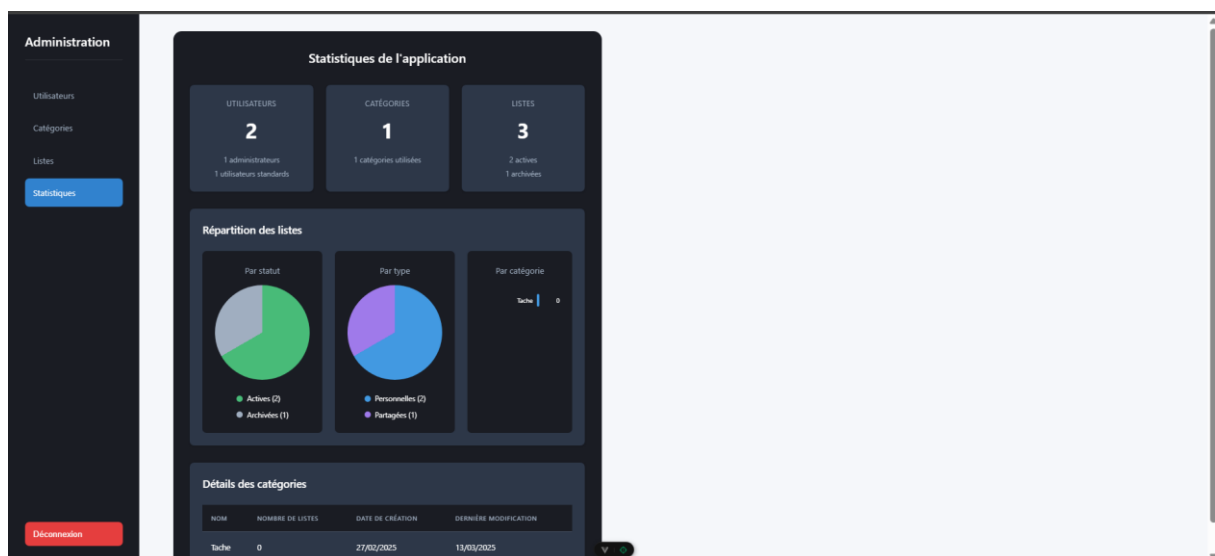 Administration
Utilisateurs
Catégories
Listes
Statistiques
Déconnexion
Statistiques de l'application
UTILISATEURS
2
1 administrateurs
1 utilisateurs standards
CATÉGORIES
1
1 catégories utilisées
LISTES
3
2 actives
1 archivées
Répartition des listes
Par statut
Actives (2)
Archivées (1)
Par type
Personnelles (2)
Partagées (1)
Par catégorie
Tache 0
Détails des catégories
NOM NOMBRE DE LISTES DATE DE CRÉATION DERNIÈRE MODIFICATION
Tache 0 27/02/2025 13/03/2025